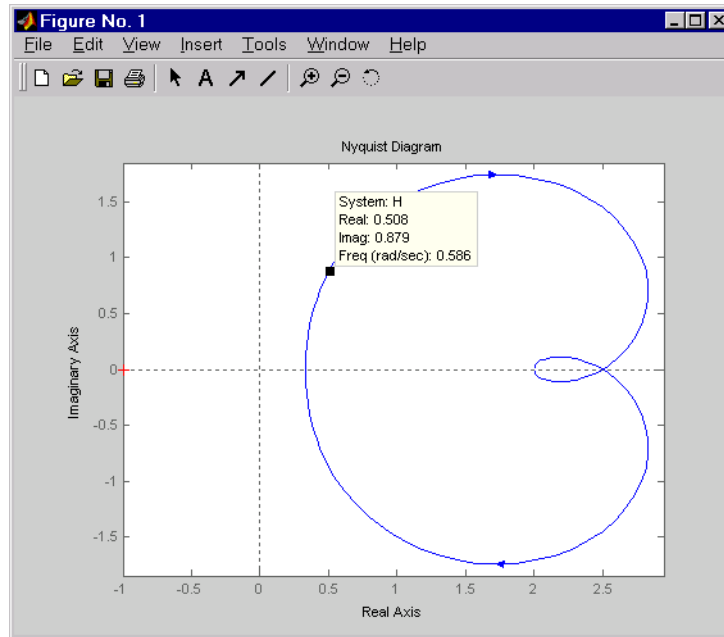 Figure No. 1
File Edit View Insert Tools Window Help
A
Nyquist Diagram
System: H
Real: 0.508
Imag: 0.879
Freq (rad/sec): 0.586
1.5
1
0.5
0
-0.5
-1
-1.5
Imaginary Axis
-1 -0.5 0 0.5 1 1.5 2 2.5
Real Axis